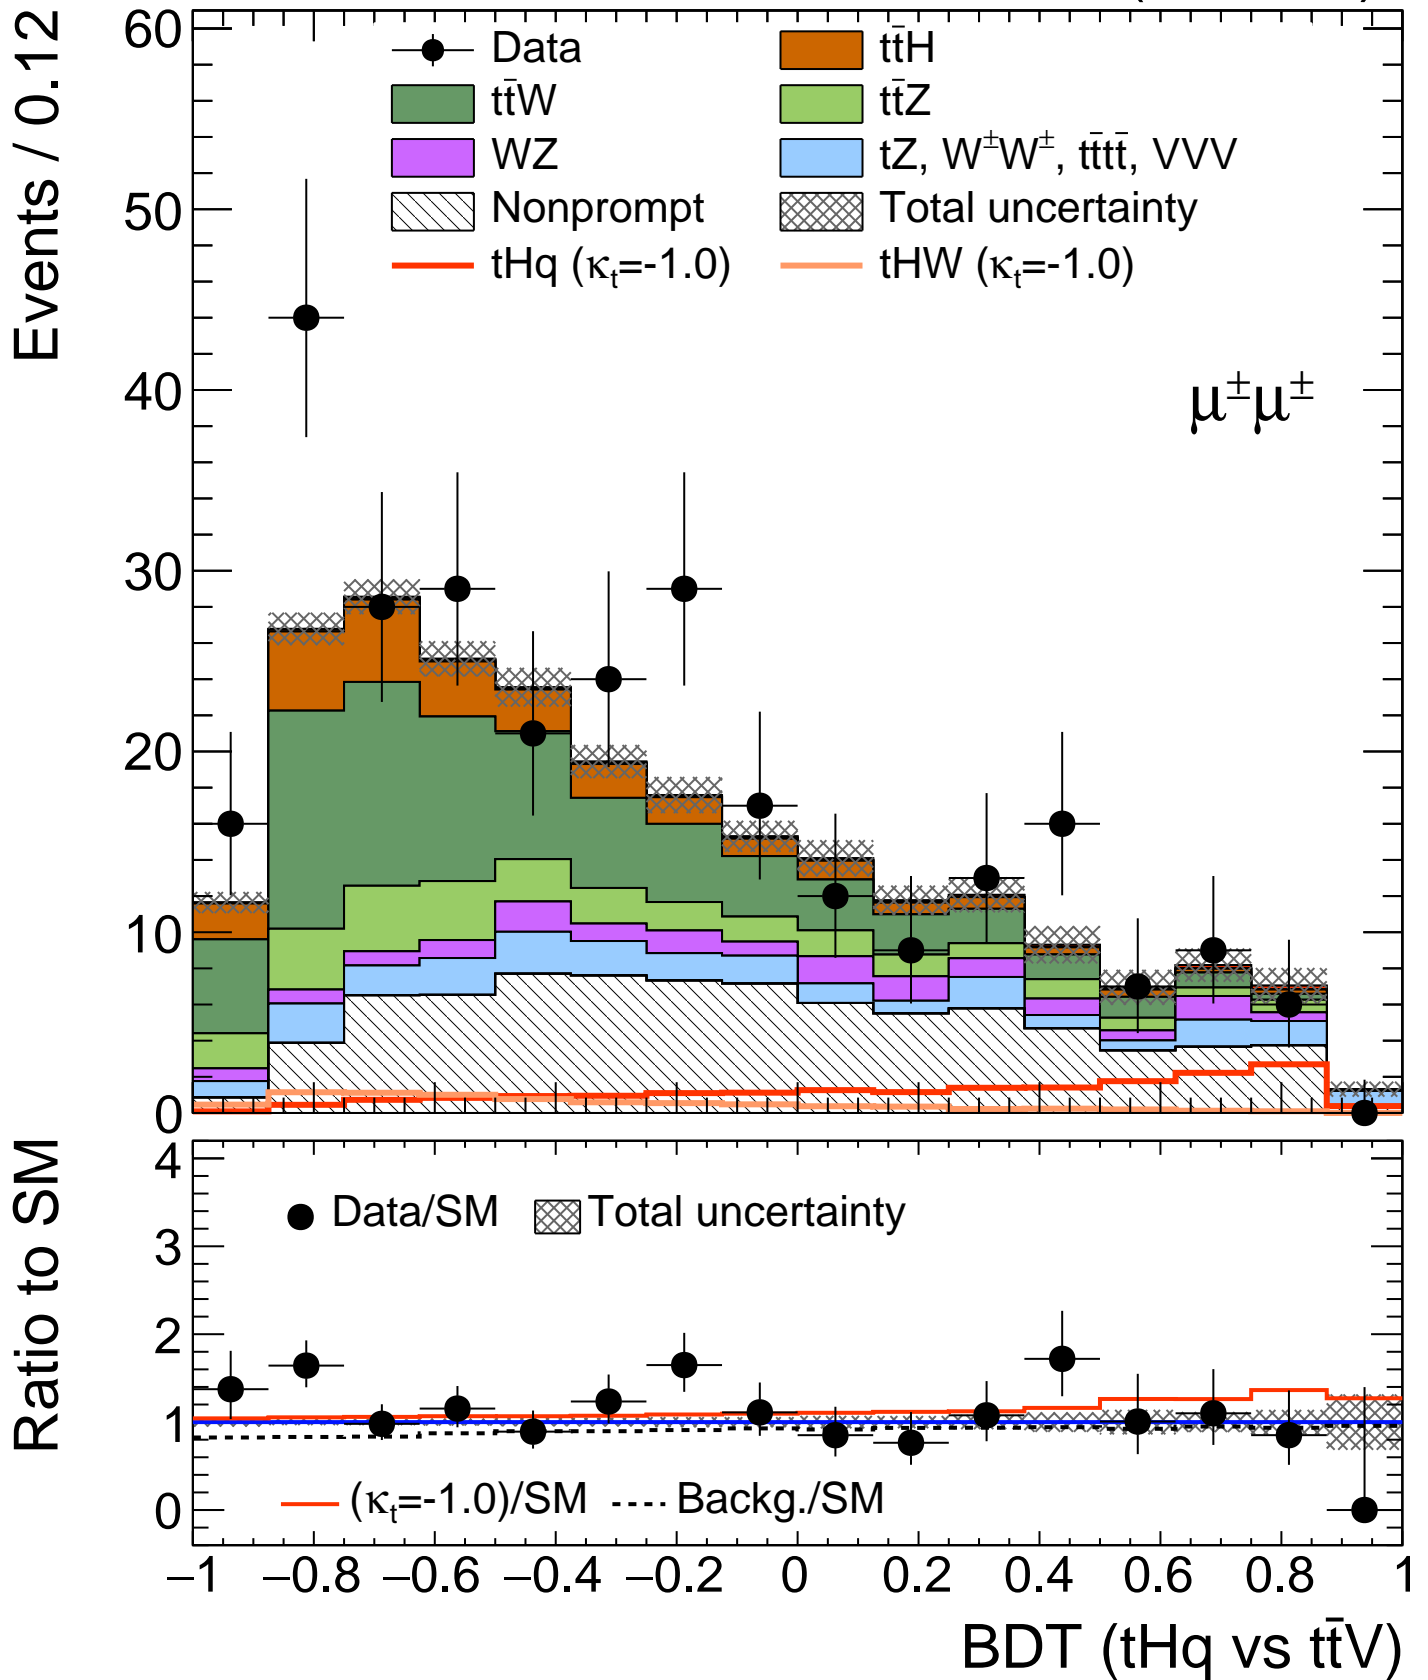 Events / 0.12
60
50
40
30
20
10
0
Data
tt̄H
tt̄W
tt̄Z
WZ
tZ, W±W±, tt̄tt̄, VVV
Nonprompt
Total uncertainty
tHq (κt=-1.0)
tHW (κt=-1.0)
μ±μ±
Ratio to SM
4
3
2
1
0
Data/SM
Total uncertainty
(κt=-1.0)/SM
Backg./SM
−1 −0.8 −0.6 −0.4 −0.2 0 0.2 0.4 0.6 0.8 1
BDT (tHq vs tt̄V)